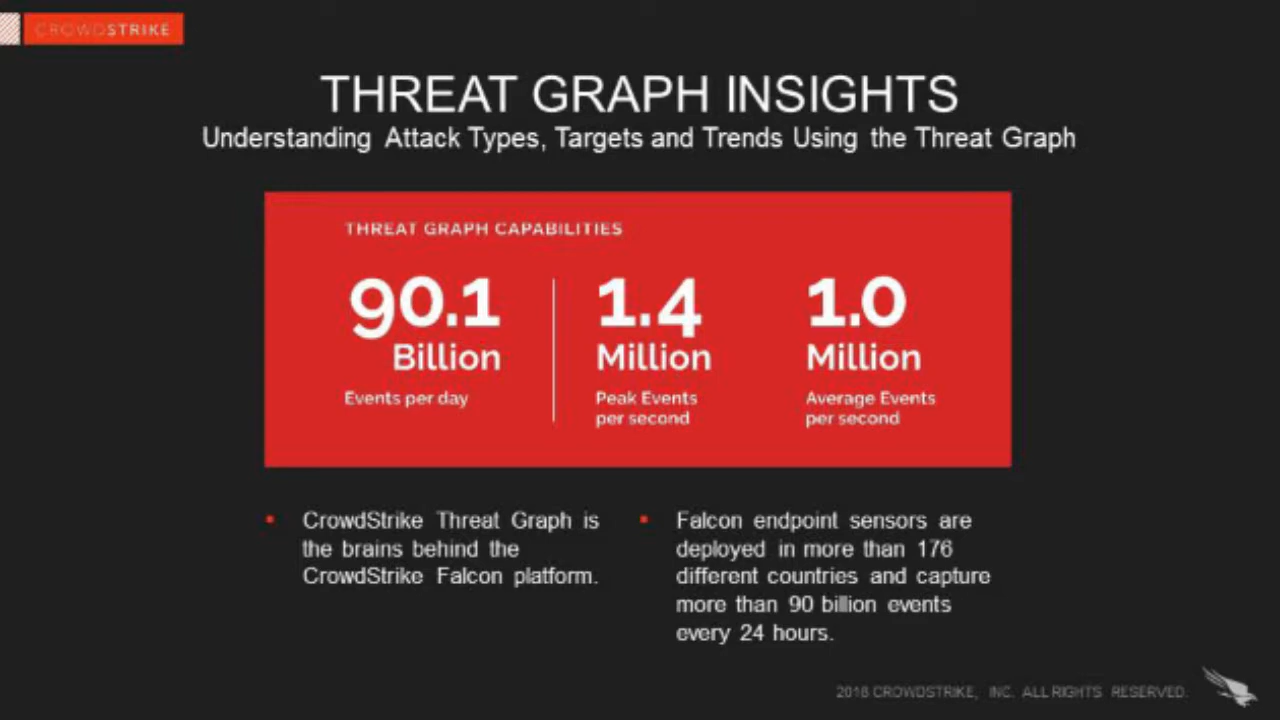 CROWDSTRIKE
THREAT GRAPH INSIGHTS
Understanding Attack Types, Targets and Trends Using the Threat Graph
THREAT GRAPH CAPABILITIES
90.1
Billion
Events per day
1.4
Million
Peak Events
per second
1.0
Million
Average Events
per second
▪ CrowdStrike Threat Graph is
the brains behind the
CrowdStrike Falcon platform.
▪ Falcon endpoint sensors are
deployed in more than 176
different countries and capture
more than 90 billion events
every 24 hours.
2018 CROWDSTRIKE, INC. ALL RIGHTS RESERVED.